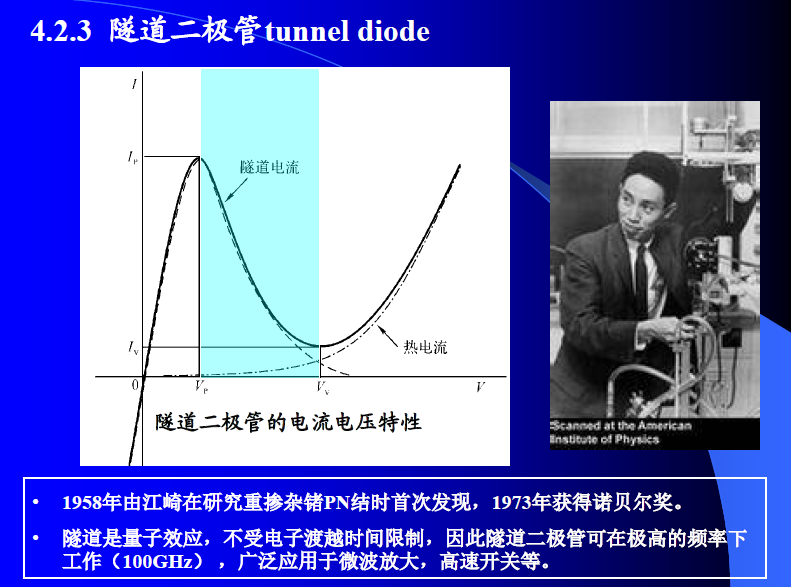 4.2.3 隧道二极管tunnel diode
I
I_P
隧道电流
I_V
热电流
0
V_P
V_v
V
隧道二极管的电流电压特性
Scanned at the American
Institute of Physics
• 1958年由江崎在研究重掺杂锗PN结时首次发现，1973年获得诺贝尔奖。
• 隧道是量子效应，不受电子渡越时间限制，因此隧道二极管可在极高的频率下
工作（100GHz），广泛应用于微波放大，高速开关等。